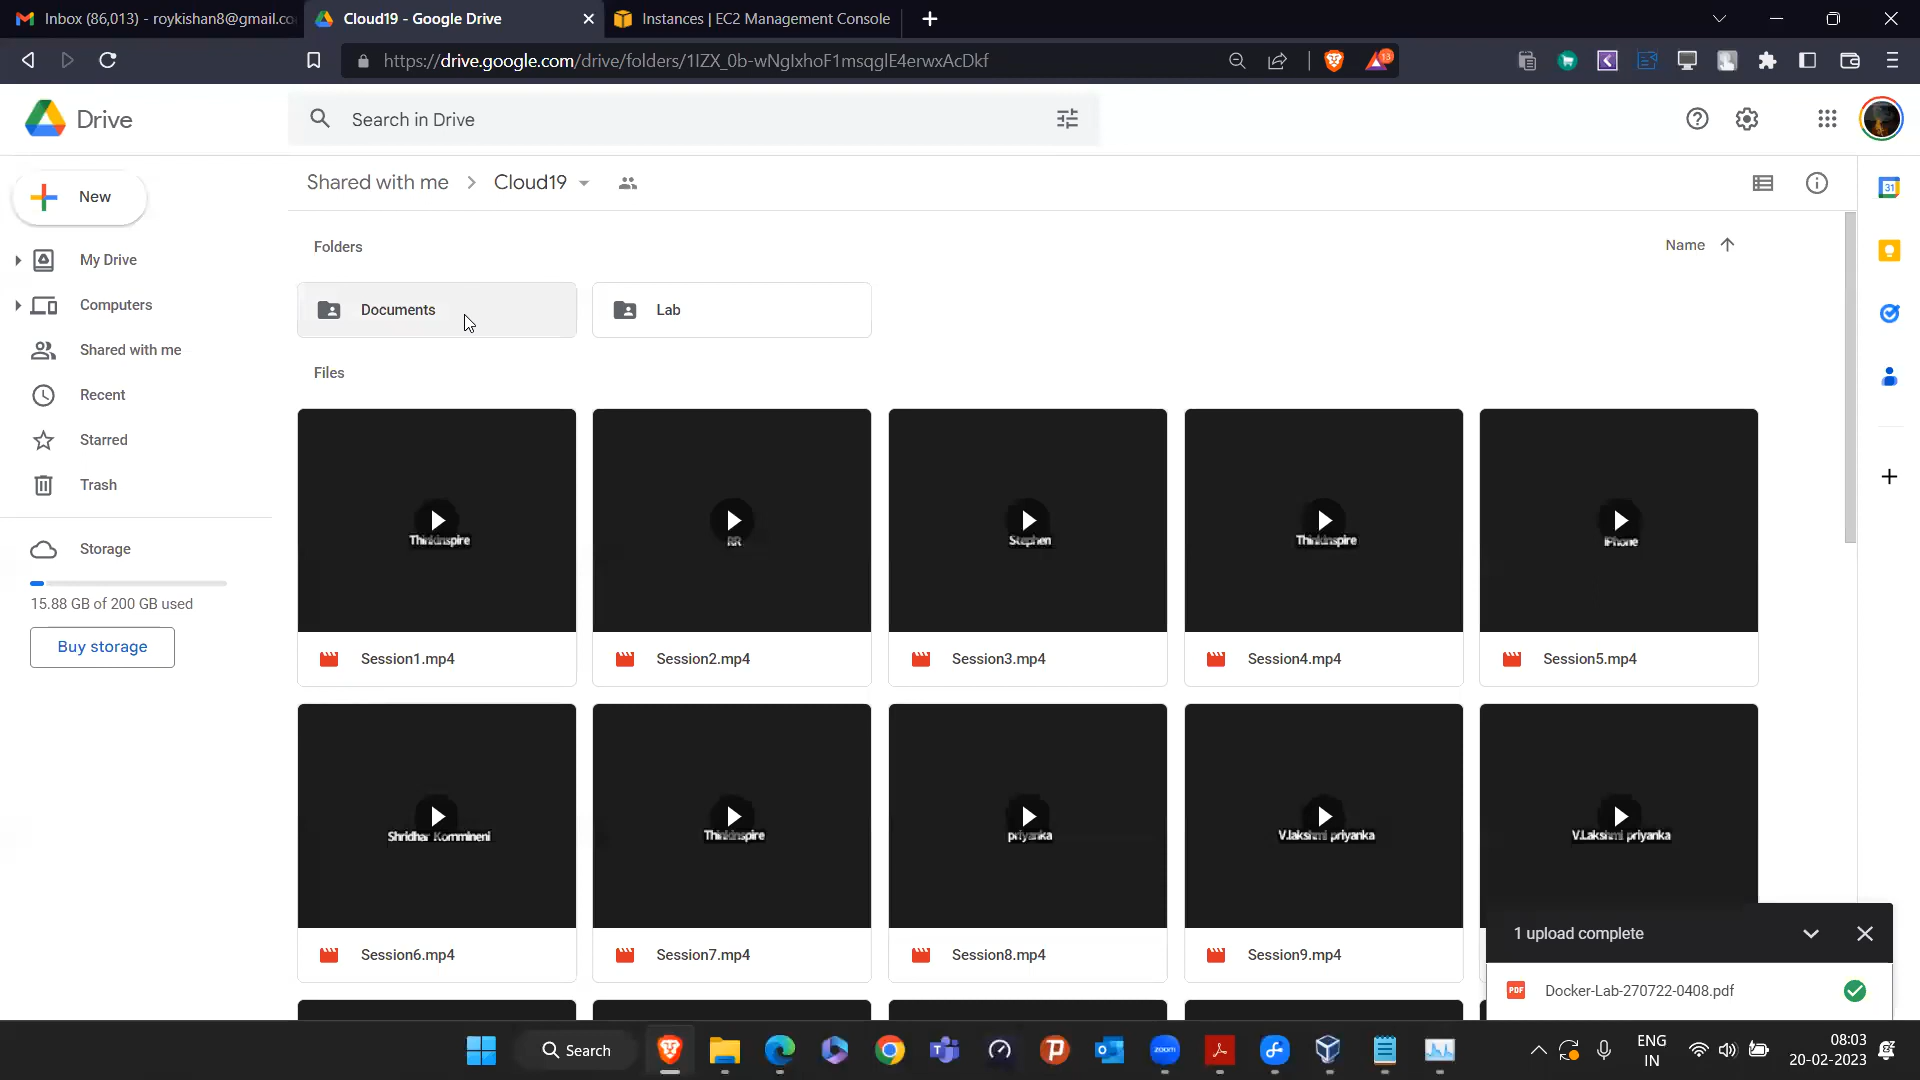 Inbox (86,013) - roykishan8@gmail.co
Cloud19 - Google Drive
Instances | EC2 Management Console
https://drive.google.com/drive/folders/1IZX_0b-wNglxhoF1msqglE4erwxAcDkf
13
Drive
Search in Drive
New
Shared with me
Cloud19
31
My Drive
Computers
Shared with me
Recent
Starred
Trash
Storage
15.88 GB of 200 GB used
Buy storage
Folders
Name
Documents
Lab
Files
Thinkinspire
RR
Stephen
Thinkinspire
iPhone
Session1.mp4
Session2.mp4
Session3.mp4
Session4.mp4
Session5.mp4
Shridhar Kommineni
Thinkinspire
priyanka
V.lakshmi priyanka
V.Lakshmi priyanka
Session6.mp4
Session7.mp4
Session8.mp4
Session9.mp4
1 upload complete
PDF
Docker-Lab-270722-0408.pdf
Search
zoom
ENG
IN
08:03
20-02-2023